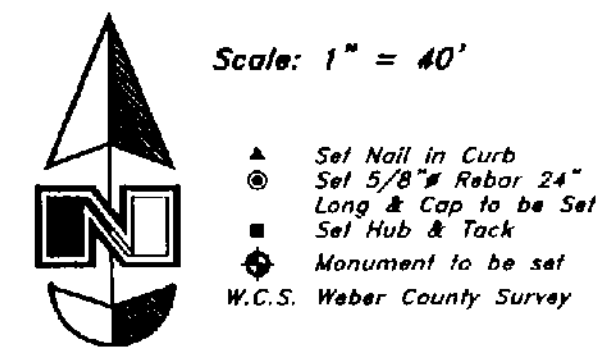 Scale: 1" = 40'
Set Nail in Curb
Set 5/8"ø Rebar 24"
Long & Cap to be Set
Set Hub & Tack
N
Monument to be set
W.C.S. Weber County Survey